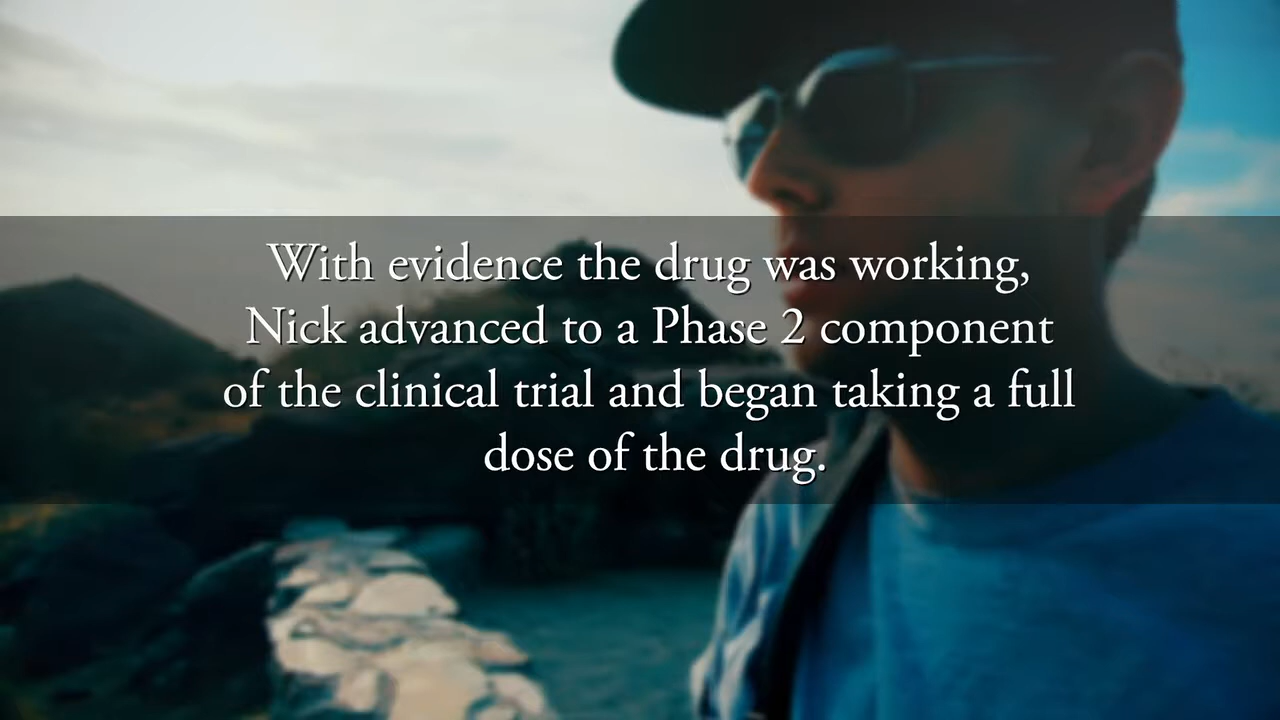 With evidence the drug was working,
Nick advanced to a Phase 2 component
of the clinical trial and began taking a full
dose of the drug.